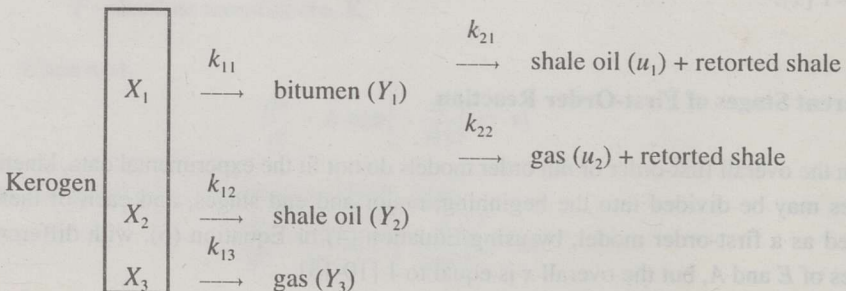 k21
shale oil (u1) + retorted shale
k11
X1 ⟶ bitumen (Y1)
k22
gas (u2) + retorted shale
Kerogen
k12
X2 ⟶ shale oil (Y2)
k13
X3 ⟶ gas (Y3)